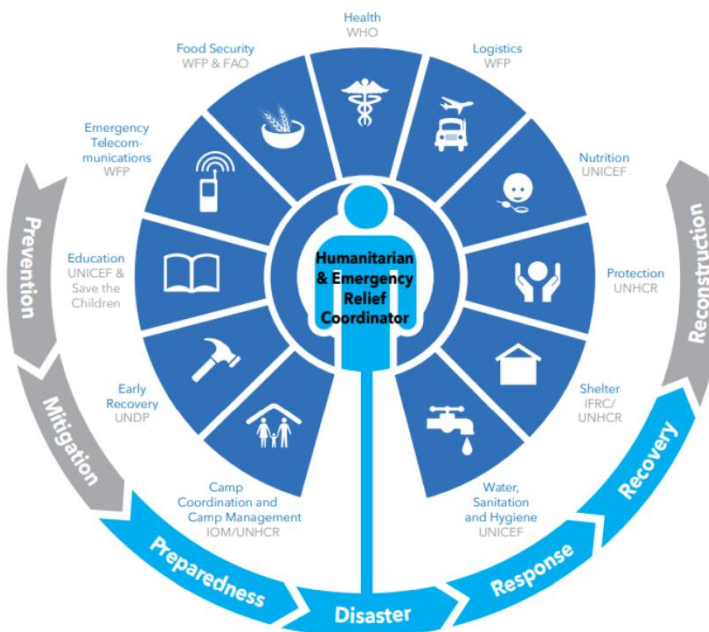 Health
WHO
Logistics
WFP
Nutrition
UNICEF
Protection
UNHCR
Shelter
IFRC/
UNHCR
Water,
Sanitation
and Hygiene
UNICEF
Camp
Coordination and
Camp Management
IOM/UNHCR
Early
Recovery
UNDP
Education
UNICEF &
Save the
Children
Emergency
Telecom-
munications
WFP
Food Security
WFP & FAO
Humanitarian
& Emergency
Relief
Coordinator
Prevention
Mitigation
Preparedness
Disaster
Response
Recovery
Reconstruction